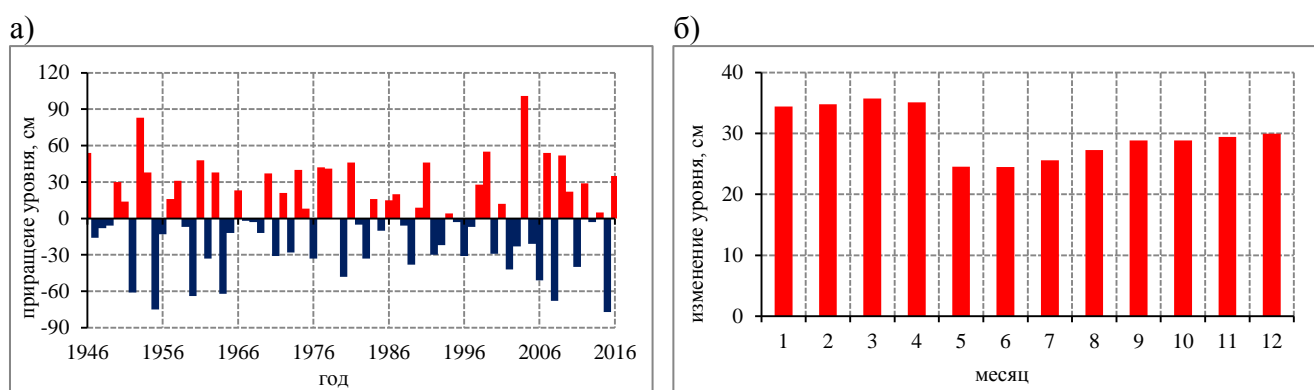 а)
приращеие уровня, см
120
90
60
30
0
-30
-60
-90
1946 1956 1966 1976 1986 1996 2006 2016
год
б)
изменение уровня, см
40
30
20
10
0
1 2 3 4 5 6 7 8 9 10 11 12
месяц